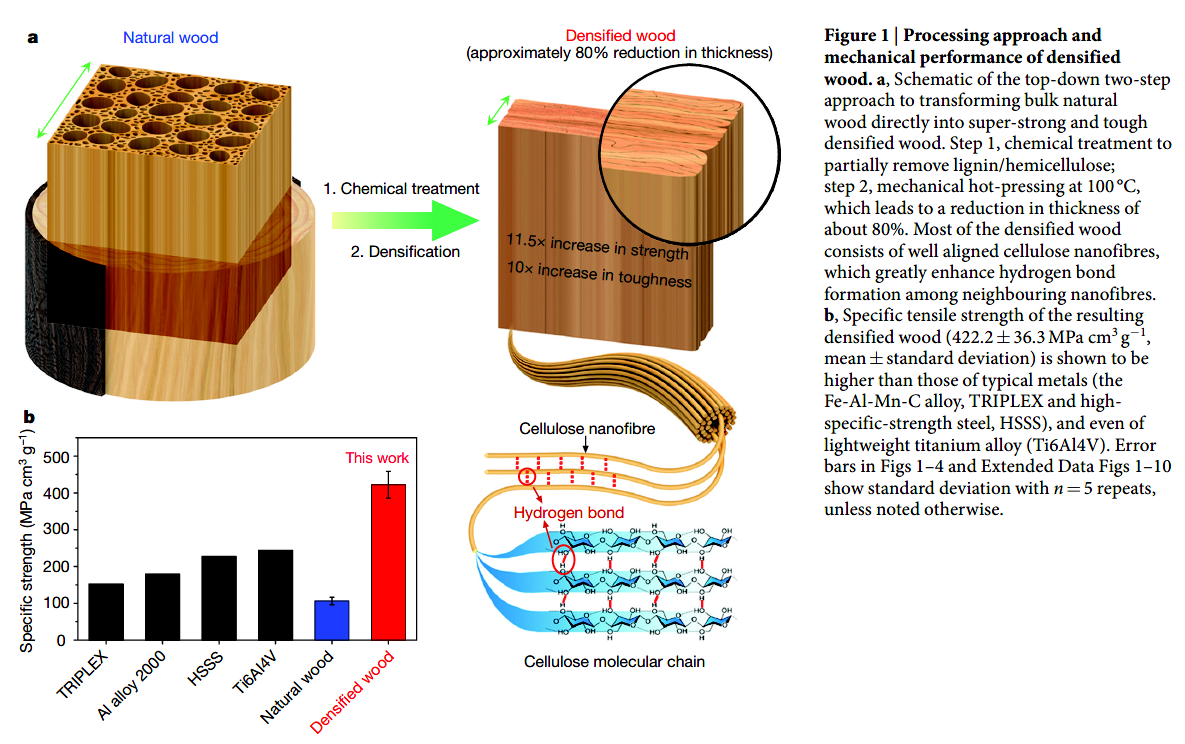 a
Natural wood
Densified wood
(approximately 80% reduction in thickness)
1. Chemical treatment
2. Densification
11.5× increase in strength
10× increase in toughness
Cellulose nanofibre
Hydrogen bond
Cellulose molecular chain
b
Specific strength (MPa cm³ g⁻¹)
500
400
300
200
100
0
This work
TRIPLEX
Al alloy 2000
HSSS
Ti6Al4V
Natural wood
Densified wood
Figure 1 | Processing approach and
mechanical performance of densified
wood. a, Schematic of the top-down two-step
approach to transforming bulk natural
wood directly into super-strong and tough
densified wood. Step 1, chemical treatment to
partially remove lignin/hemicellulose;
step 2, mechanical hot-pressing at 100 °C,
which leads to a reduction in thickness of
about 80%. Most of the densified wood
consists of well aligned cellulose nanofibres,
which greatly enhance hydrogen bond
formation among neighbouring nanofibres.
b, Specific tensile strength of the resulting
densified wood (422.2 ± 36.3 MPa cm³ g⁻¹,
mean ± standard deviation) is shown to be
higher than those of typical metals (the
Fe-Al-Mn-C alloy, TRIPLEX and high-
specific-strength steel, HSSS), and even of
lightweight titanium alloy (Ti6Al4V). Error
bars in Figs 1–4 and Extended Data Figs 1–10
show standard deviation with n = 5 repeats,
unless noted otherwise.